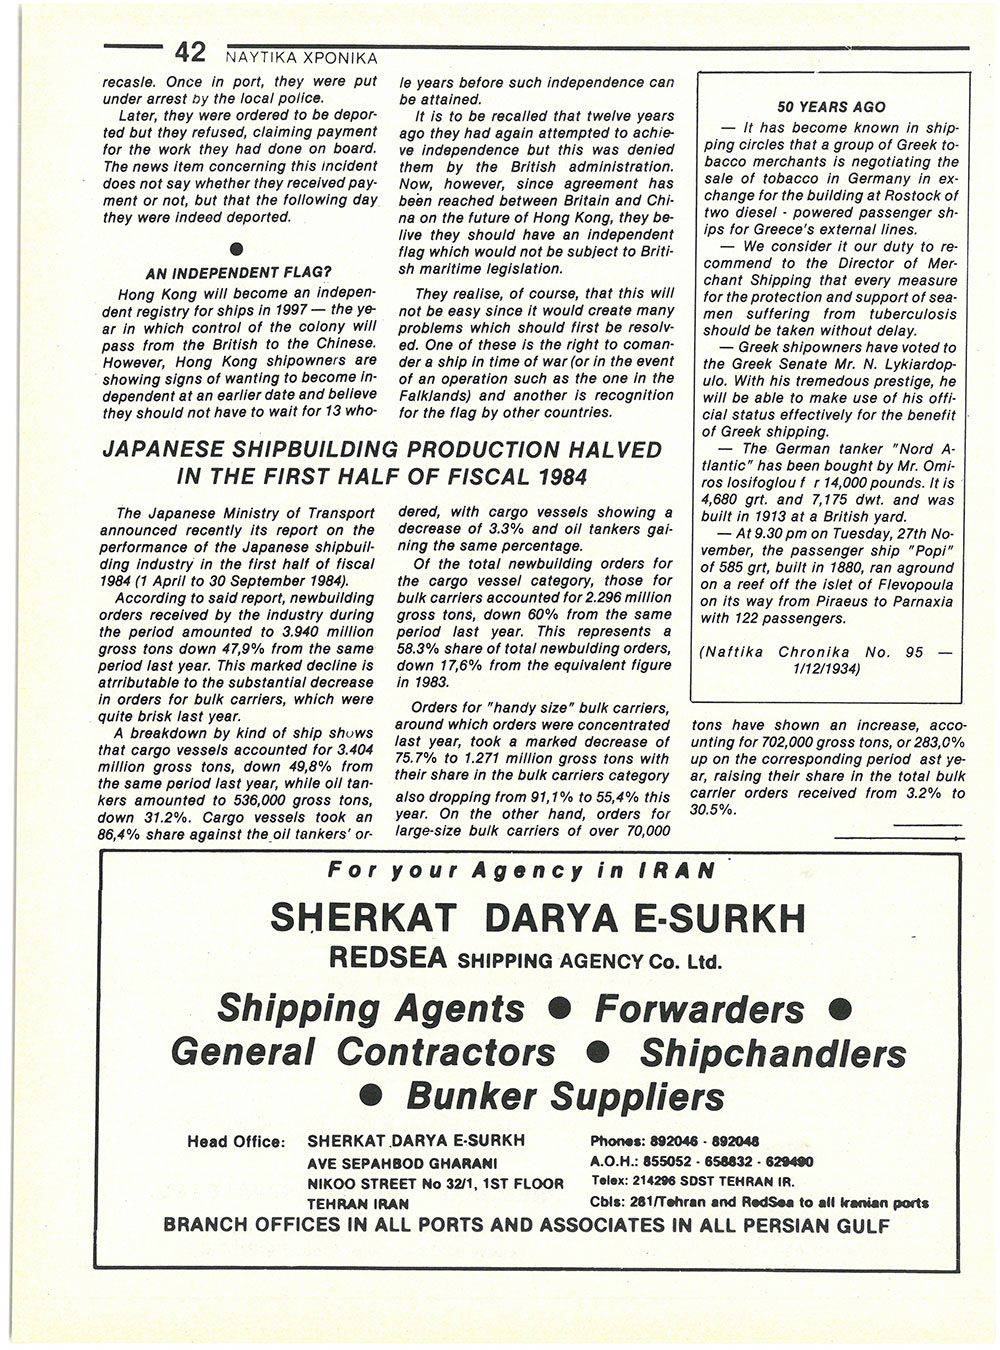 42 ΝΑΥΤΙΚΑ ΧΡΟΝΙΚΑ
recasle. Once in port, they were put
under arrest by the local police.
Later, they were ordered to be depor-
ted but they refused, claiming payment
for the work they had done on board.
The news item concerning this incident
does not say whether they received pay-
ment or not, but that the following day
they were indeed deported.
●
AN INDEPENDENT FLAG?
Hong Kong will become an indepen-
dent registry for ships in 1997 — the ye-
ar in which control of the colony will
pass from the British to the Chinese.
However, Hong Kong shipowners are
showing signs of wanting to become in-
dependent at an earlier date and believe
they should not have to wait for 13 who-
le years before such independence can
be attained.
It is to be recalled that twelve years
ago they had again attempted to achie-
ve independence but this was denied
them by the British administration.
Now, however, since agreement has
been reached between Britain and Chi-
na on the future of Hong Kong, they be-
live they should have an independent
flag which would not be subject to Briti-
sh maritime legislation.
They realise, of course, that this will
not be easy since it would create many
problems which should first be resolv-
ed. One of these is the right to coman-
der a ship in time of war (or in the event
of an operation such as the one in the
Falklands) and another is recognition
for the flag by other countries.
JAPANESE SHIPBUILDING PRODUCTION HALVED
IN THE FIRST HALF OF FISCAL 1984
The Japanese Ministry of Transport
announced recently its report on the
performance of the Japanese shipbuil-
ding industry in the first half of fiscal
1984 (1 April to 30 September 1984).
According to said report, newbuilding
orders received by the industry during
the period amounted to 3.940 million
gross tons down 47,9% from the same
period last year. This marked decline is
atrributable to the substantial decrease
in orders for bulk carriers, which were
quite brisk last year.
A breakdown by kind of ship shows
that cargo vessels accounted for 3.404
million gross tons, down 49,8% from
the same period last year, while oil tan-
kers amounted to 536,000 gross tons,
down 31.2%. Cargo vessels took an
86,4% share against the oil tankers' or-
dered, with cargo vessels showing a
decrease of 3.3% and oil tankers gai-
ning the same percentage.
Of the total newbuilding orders for
the cargo vessel category, those for
bulk carriers accounted for 2.296 million
gross tons, down 60% from the same
period last year. This represents a
58.3% share of total newbulding orders,
down 17,6% from the equivalent figure
in 1983.
Orders for "handy size" bulk carriers,
around which orders were concentrated
last year, took a marked decrease of
75.7% to 1.271 million gross tons with
their share in the bulk carriers category
also dropping from 91,1% to 55,4% this
year. On the other hand, orders for
large-size bulk carriers of over 70,000
tons have shown an increase, acco-
unting for 702,000 gross tons, or 283,0%
up on the corresponding period ast ye-
ar, raising their share in the total bulk
carrier orders received from 3.2% to
30.5%.
50 YEARS AGO
— It has become known in ship-
ping circles that a group of Greek to-
bacco merchants is negotiating the
sale of tobacco in Germany in ex-
change for the building at Rostock of
two diesel - powered passenger sh-
ips for Greece's external lines.
— We consider it our duty to re-
commend to the Director of Mer-
chant Shipping that every measure
for the protection and support of sea-
men suffering from tuberculosis
should be taken without delay.
— Greek shipowners have voted to
the Greek Senate Mr. N. Lykiardop-
ulo. With his tremedous prestige, he
will be able to make use of his offi-
cial status effectively for the benefit
of Greek shipping.
— The German tanker "Nord A-
tlantic" has been bought by Mr. Omi-
ros Iosifoglou f r 14,000 pounds. It is
4,680 grt. and 7,175 dwt. and was
built in 1913 at a British yard.
— At 9.30 pm on Tuesday, 27th No-
vember, the passenger ship "Popi"
of 585 grt, built in 1880, ran aground
on a reef off the islet of Flevopoula
on its way from Piraeus to Parnaxia
with 122 passengers.
(Naftika Chronika No. 95 —
1/12/1934)
For your Agency in IRAN
SHERKAT DARYA E-SURKH
REDSEA SHIPPING AGENCY Co. Ltd.
Shipping Agents ● Forwarders ●
General Contractors ● Shipchandlers
● Bunker Suppliers
Head Office: SHERKAT DARYA E-SURKH
AVE SEPAHBOD GHARANI
NIKOO STREET No 32/1, 1ST FLOOR
TEHRAN IRAN
Phones: 892046 - 892048
A.O.H.: 855052 - 658832 - 629490
Telex: 214296 SDST TEHRAN IR.
Cbls: 281/Tehran and RedSea to all Iranian ports
BRANCH OFFICES IN ALL PORTS AND ASSOCIATES IN ALL PERSIAN GULF